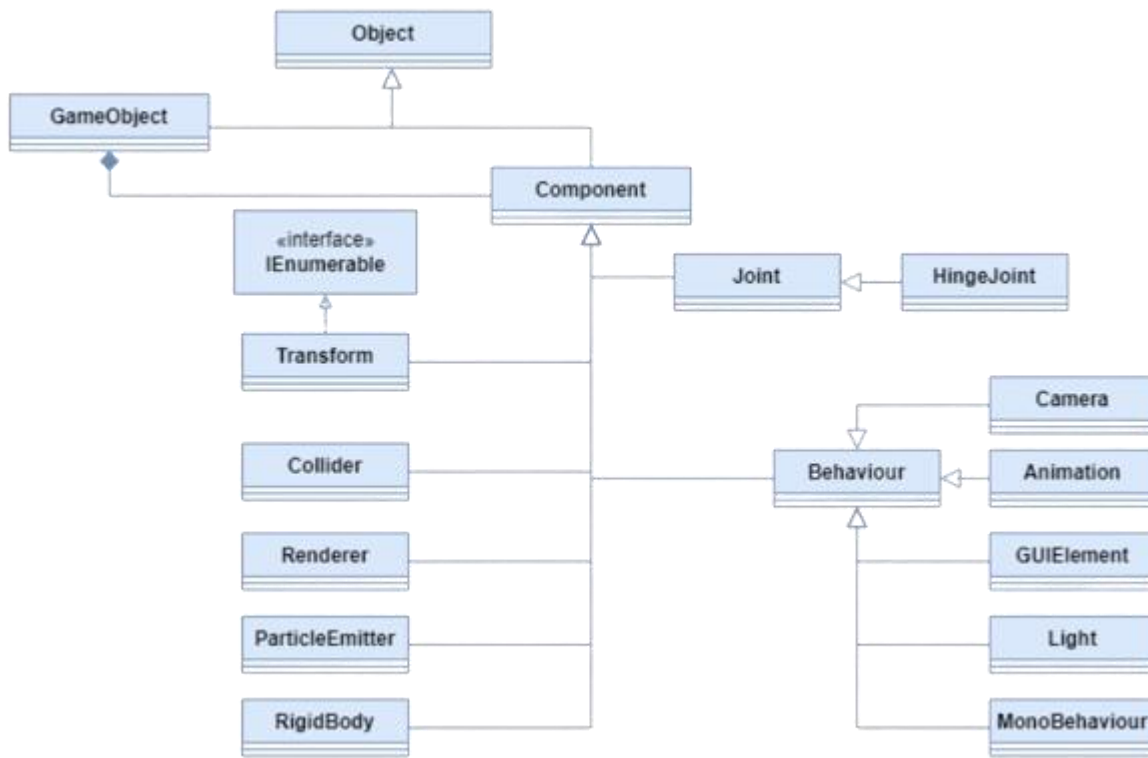 Object
GameObject
Component
«interface»
IEnumerable
Joint
HingeJoint
Transform
Camera
Collider
Behaviour
Animation
Renderer
GUIElement
ParticleEmitter
Light
RigidBody
MonoBehaviour